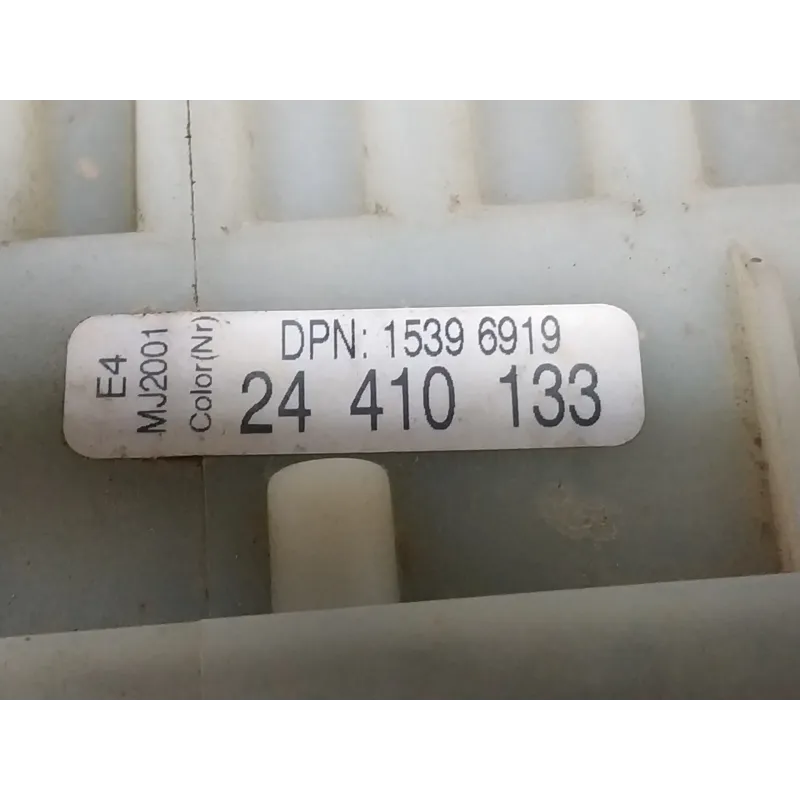 E4
MJ2001
Color(Nr)
DPN: 1539 6919
24 410 133